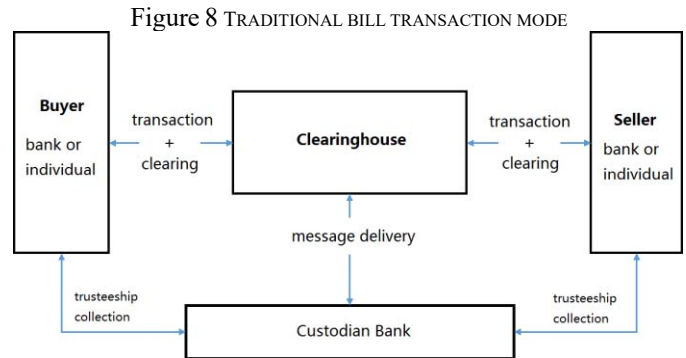 Figure 8 TRADITIONAL BILL TRANSACTION MODE
Buyer
bank or
individual
transaction
+
clearing
Clearinghouse
transaction
+
clearing
Seller
bank or
individual
message delivery
trusteeship
collection
Custodian Bank
trusteeship
collection